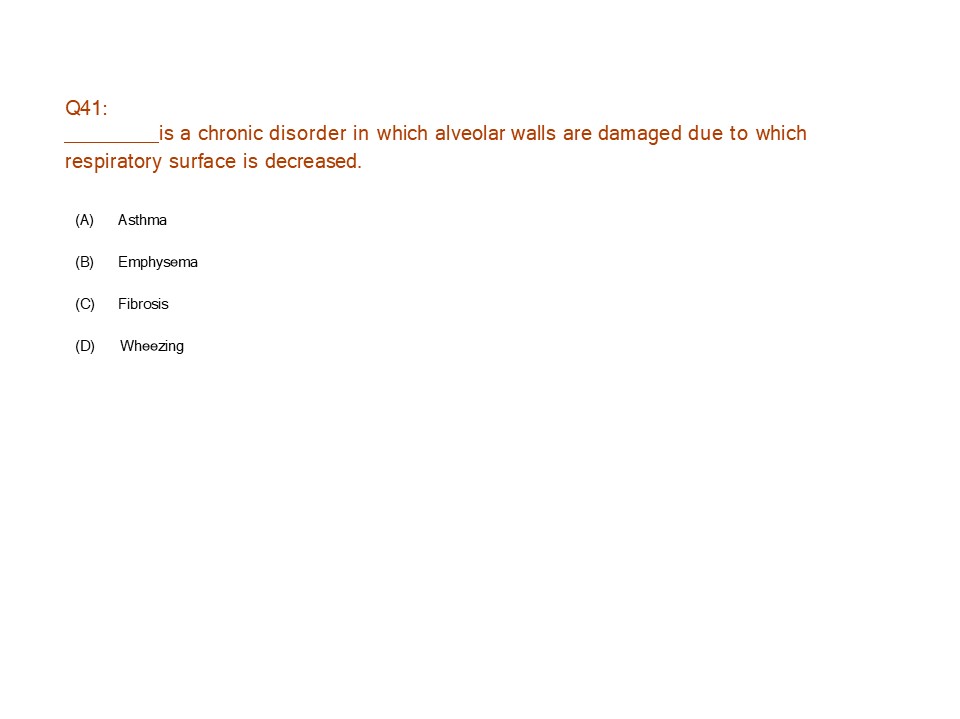 Q41:
_________is a chronic disorder in which alveolar walls are damaged due to which
respiratory surface is decreased.
(A) Asthma
(B) Emphysema
(C) Fibrosis
(D) Wheezing